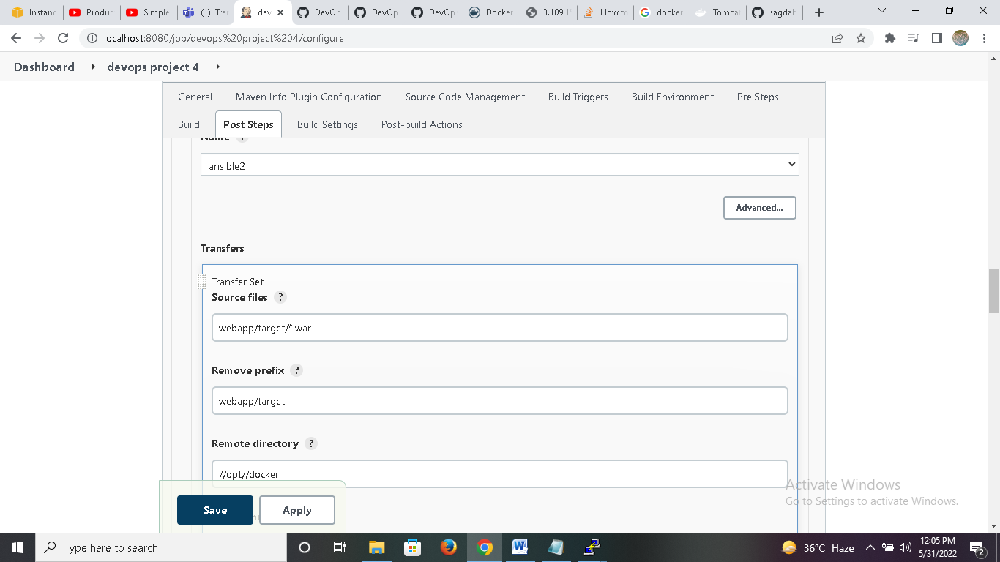 Instanc
Produc
Simple
(1) ITra
dev
DevOp
DevOp
DevOp
Docker
3.109.1
How to
docker
Tomca
sagdah
localhost:8080/job/devops%20project%204/configure
Dashboard
devops project 4
General
Maven Info Plugin Configuration
Source Code Management
Build Triggers
Build Environment
Pre Steps
Build
Post Steps
Build Settings
Post-build Actions
Name ?
ansible2
Advanced...
Transfers
Transfer Set
Source files ?
webapp/target/*.war
Remove prefix ?
webapp/target
Remote directory ?
//opt//docker
Save
Apply
Activate Windows
Go to Settings to activate Windows.
Type here to search
36°C Haze
12:05 PM
5/31/2022
2